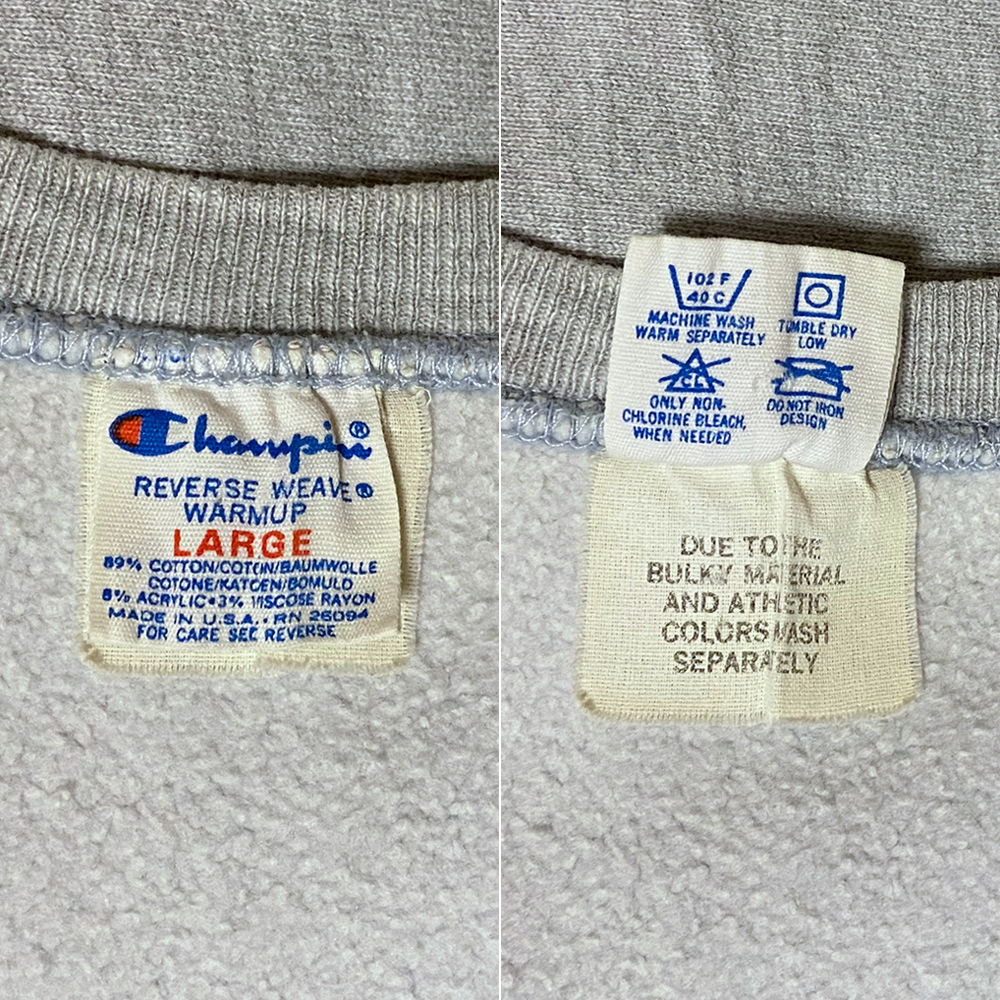 Champion®
REVERSE WEAVE®
WARMUP
LARGE
89% COTTON/COTON/BAUMWOLLE
COTONE/KATOEN/BOMULD
8% ACRYLIC•3% VISCOSE RAYON
MADE IN U.S.A.•RN 26094
FOR CARE SEE REVERSE
102 F
40 C
MACHINE WASH
WARM SEPARATELY
TUMBLE DRY
LOW
CL
ONLY NON-
CHLORINE BLEACH,
WHEN NEEDED
DO NOT IRON
DESIGN
DUE TO THE
BULKY MATERIAL
AND ATHLETIC
COLORS WASH
SEPARATELY